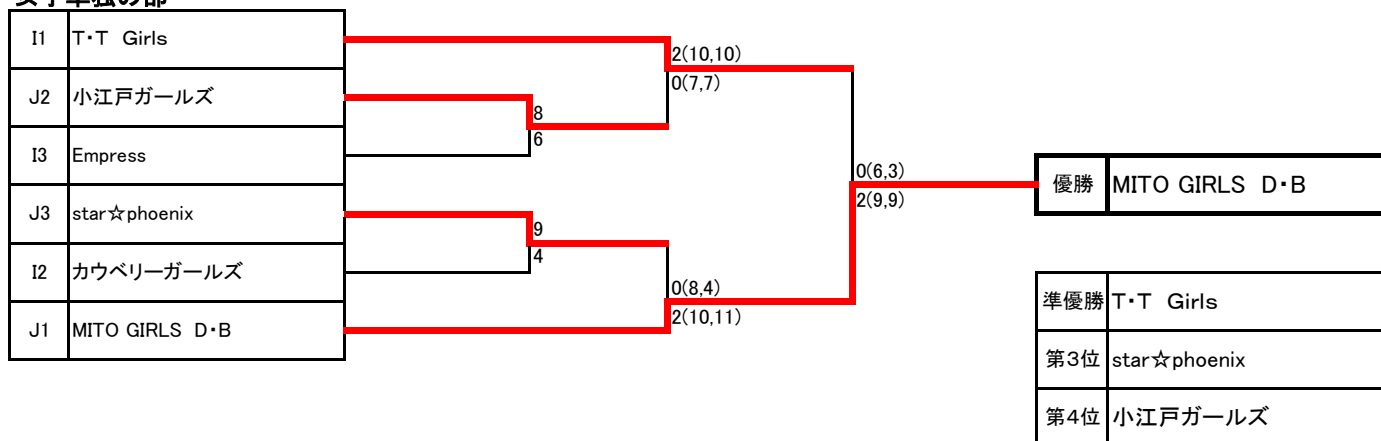 I1 T・T Girls
2(10,10)
0(7,7)
J2 小江戸ガールズ
8
6
I3 Empress
0(6,3)
2(9,9)
優勝 MITO GIRLS D・B
J3 star☆phoenix
9
4
I2 カウベリーガールズ
0(8,4)
2(10,11)
J1 MITO GIRLS D・B
準優勝 T・T Girls
第3位 star☆phoenix
第4位 小江戸ガールズ